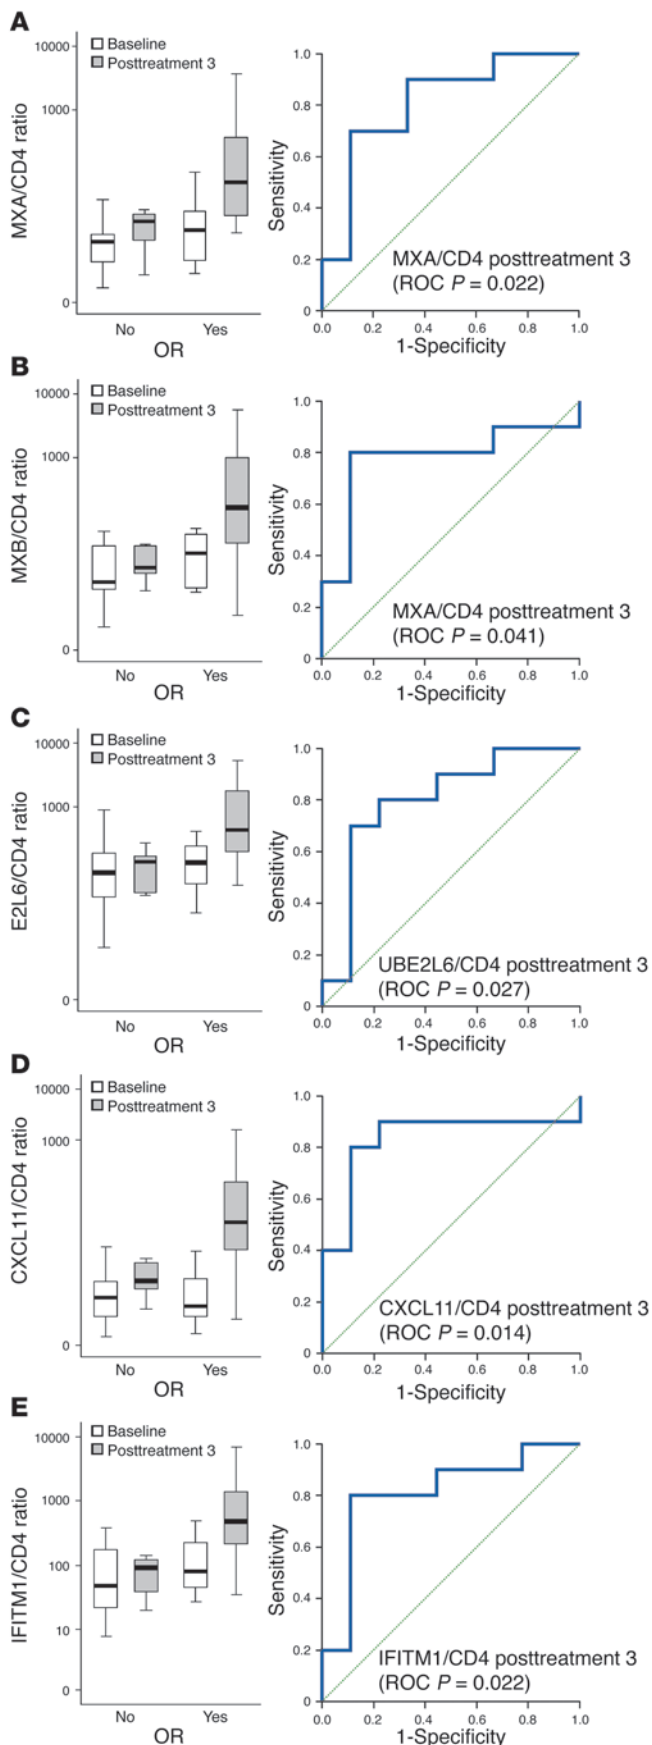 A
10000
Baseline
Posttreatment 3
1000
MXA/CD4 ratio
0
No
Yes
OR
1.0
0.8
0.6
0.4
0.2
0
Sensitivity
MXA/CD4 posttreatment 3
(ROC P = 0.022)
0.0 0.2 0.4 0.6 0.8 1.0
1-Specificity
B
10000
Baseline
Posttreatment 3
1000
MXB/CD4 ratio
0
No
Yes
OR
1.0
0.8
0.6
0.4
0.2
0
Sensitivity
MXA/CD4 posttreatment 3
(ROC P = 0.041)
0.0 0.2 0.4 0.6 0.8 1.0
1-Specificity
C
10000
Baseline
Posttreatment 3
1000
E2L6/CD4 ratio
0
No
Yes
OR
1.0
0.8
0.6
0.4
0.2
0
Sensitivity
UBE2L6/CD4 posttreatment 3
(ROC P = 0.027)
0.0 0.2 0.4 0.6 0.8 1.0
1-Specificity
D
10000
Baseline
Posttreatment 3
1000
CXCL11/CD4 ratio
0
No
Yes
OR
1.0
0.8
0.6
0.4
0.2
0
Sensitivity
CXCL11/CD4 posttreatment 3
(ROC P = 0.014)
0.0 0.2 0.4 0.6 0.8 1.0
1-Specificity
E
10000
Baseline
Posttreatment 3
1000
100
10
0
IFITM1/CD4 ratio
No
Yes
OR
1.0
0.8
0.6
0.4
0.2
0
Sensitivity
IFITM1/CD4 posttreatment 3
(ROC P = 0.022)
0.0 0.2 0.4 0.6 0.8 1.0
1-Specificity